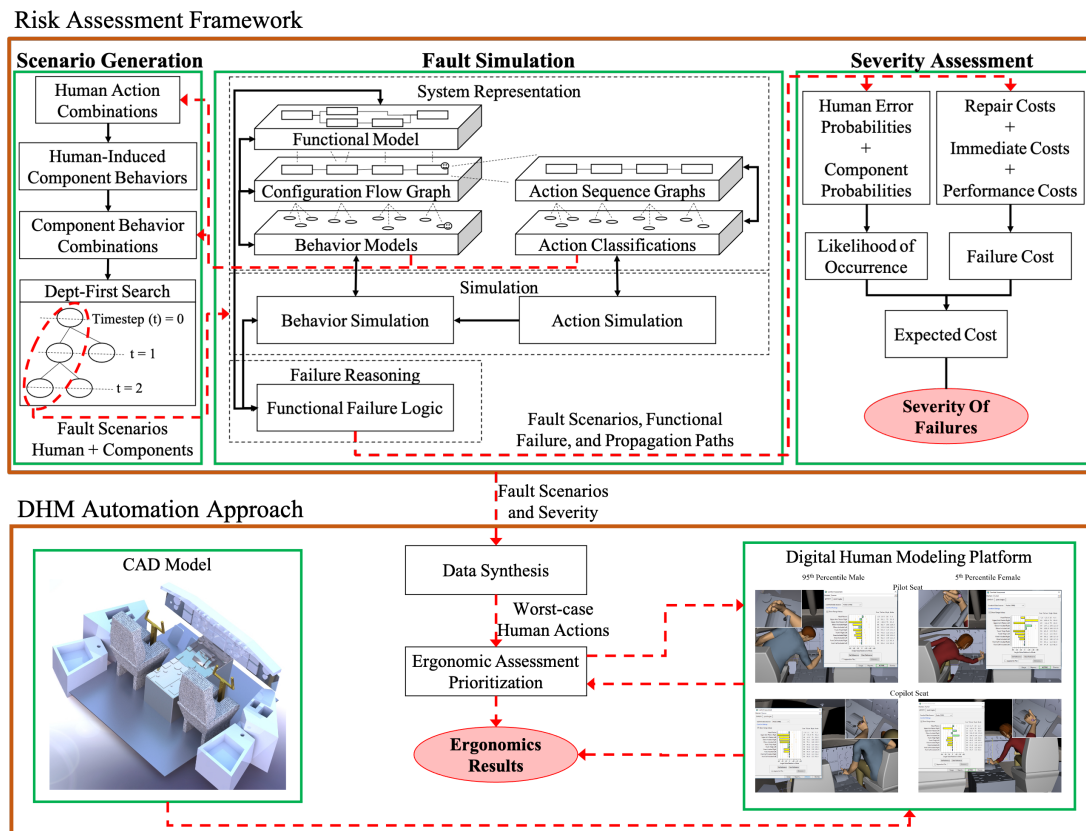 Risk Assessment Framework
Scenario Generation
Human Action
Combinations
Human-Induced
Component Behaviors
Component Behavior
Combinations
Dept-First Search
Timestep (t) = 0
t = 1
t = 2
Fault Scenarios
Human + Components
Fault Simulation
System Representation
Functional Model
Configuration Flow Graph
Action Sequence Graphs
Behavior Models
Action Classifications
Simulation
Behavior Simulation
Action Simulation
Failure Reasoning
Functional Failure Logic
Fault Scenarios, Functional
Failure, and Propagation Paths
Severity Assessment
Human Error
Probabilities
+
Component
Probabilities
Repair Costs
+
Immediate Costs
+
Performance Costs
Likelihood of
Occurrence
Failure Cost
Expected Cost
Severity Of
Failures
Fault Scenarios
and Severity
DHM Automation Approach
CAD Model
Data Synthesis
Worst-case
Human Actions
Ergonomic Assessment
Prioritization
Ergonomics
Results
Digital Human Modeling Platform
95th Percentile Male
5th Percentile Female
Pilot Seat
Copilot Seat